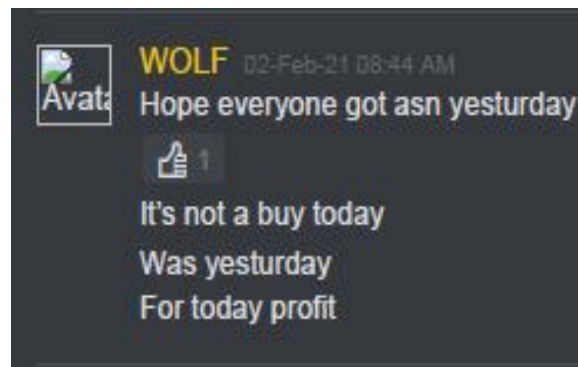 WOLF 02-Feb-21 08:44 AM
Avata
Hope everyone got asn yesturday
1
It's not a buy today
Was yesturday
For today profit